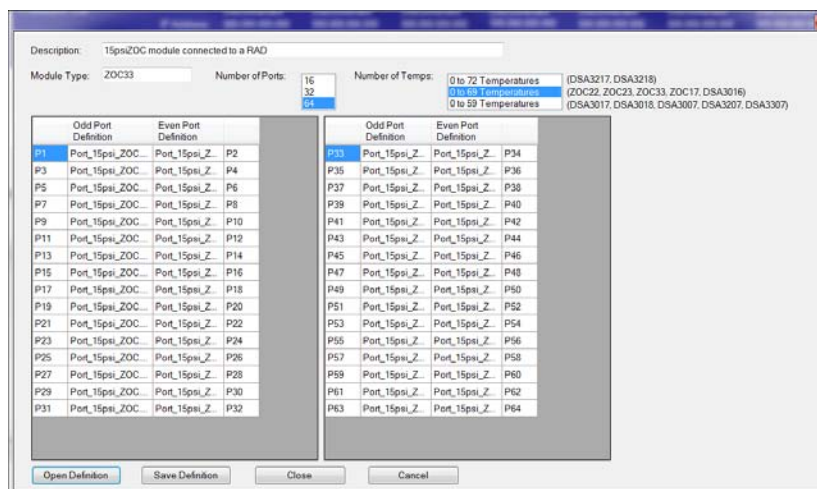 Description: 15psiZOC module connected to a RAD
Module Type: ZOC33 Number of Ports: 16 Number of Temps: 0 to 72 Temperatures (DSA3217, DSA3218)
32 0 to 69 Temperatures (ZOC22, ZOC23, ZOC33, ZOC17, DSA3016)
64 0 to 59 Temperatures (DSA3017, DSA3018, DSA3007, DSA3207, DSA3307)
Odd Port Even Port Odd Port Even Port
Definition Definition Definition Definition
P1 Port_15psi_ZOC... Port_15psi_Z... P2 P33 Port_15psi_Z... Port_15psi_Z... P34
P3 Port_15psi_ZOC... Port_15psi_Z... P4 P35 Port_15psi_Z... Port_15psi_Z... P36
P5 Port_15psi_ZOC... Port_15psi_Z... P6 P37 Port_15psi_Z... Port_15psi_Z... P38
P7 Port_15psi_ZOC... Port_15psi_Z... P8 P39 Port_15psi_Z... Port_15psi_Z... P40
P9 Port_15psi_ZOC... Port_15psi_Z... P10 P41 Port_15psi_Z... Port_15psi_Z... P42
P11 Port_15psi_ZOC... Port_15psi_Z... P12 P43 Port_15psi_Z... Port_15psi_Z... P44
P13 Port_15psi_ZOC... Port_15psi_Z... P14 P45 Port_15psi_Z... Port_15psi_Z... P46
P15 Port_15psi_ZOC... Port_15psi_Z... P16 P47 Port_15psi_Z... Port_15psi_Z... P48
P17 Port_15psi_ZOC... Port_15psi_Z... P18 P49 Port_15psi_Z... Port_15psi_Z... P50
P19 Port_15psi_ZOC... Port_15psi_Z... P20 P51 Port_15psi_Z... Port_15psi_Z... P52
P21 Port_15psi_ZOC... Port_15psi_Z... P22 P53 Port_15psi_Z... Port_15psi_Z... P54
P23 Port_15psi_ZOC... Port_15psi_Z... P24 P55 Port_15psi_Z... Port_15psi_Z... P56
P25 Port_15psi_ZOC... Port_15psi_Z... P26 P57 Port_15psi_Z... Port_15psi_Z... P58
P27 Port_15psi_ZOC... Port_15psi_Z... P28 P59 Port_15psi_Z... Port_15psi_Z... P60
P29 Port_15psi_ZOC... Port_15psi_Z... P30 P61 Port_15psi_Z... Port_15psi_Z... P62
P31 Port_15psi_ZOC... Port_15psi_Z... P32 P63 Port_15psi_Z... Port_15psi_Z... P64
Open Definition Save Definition Close Cancel